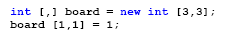 int [,] board = new int [3,3];
board [1,1] = 1;